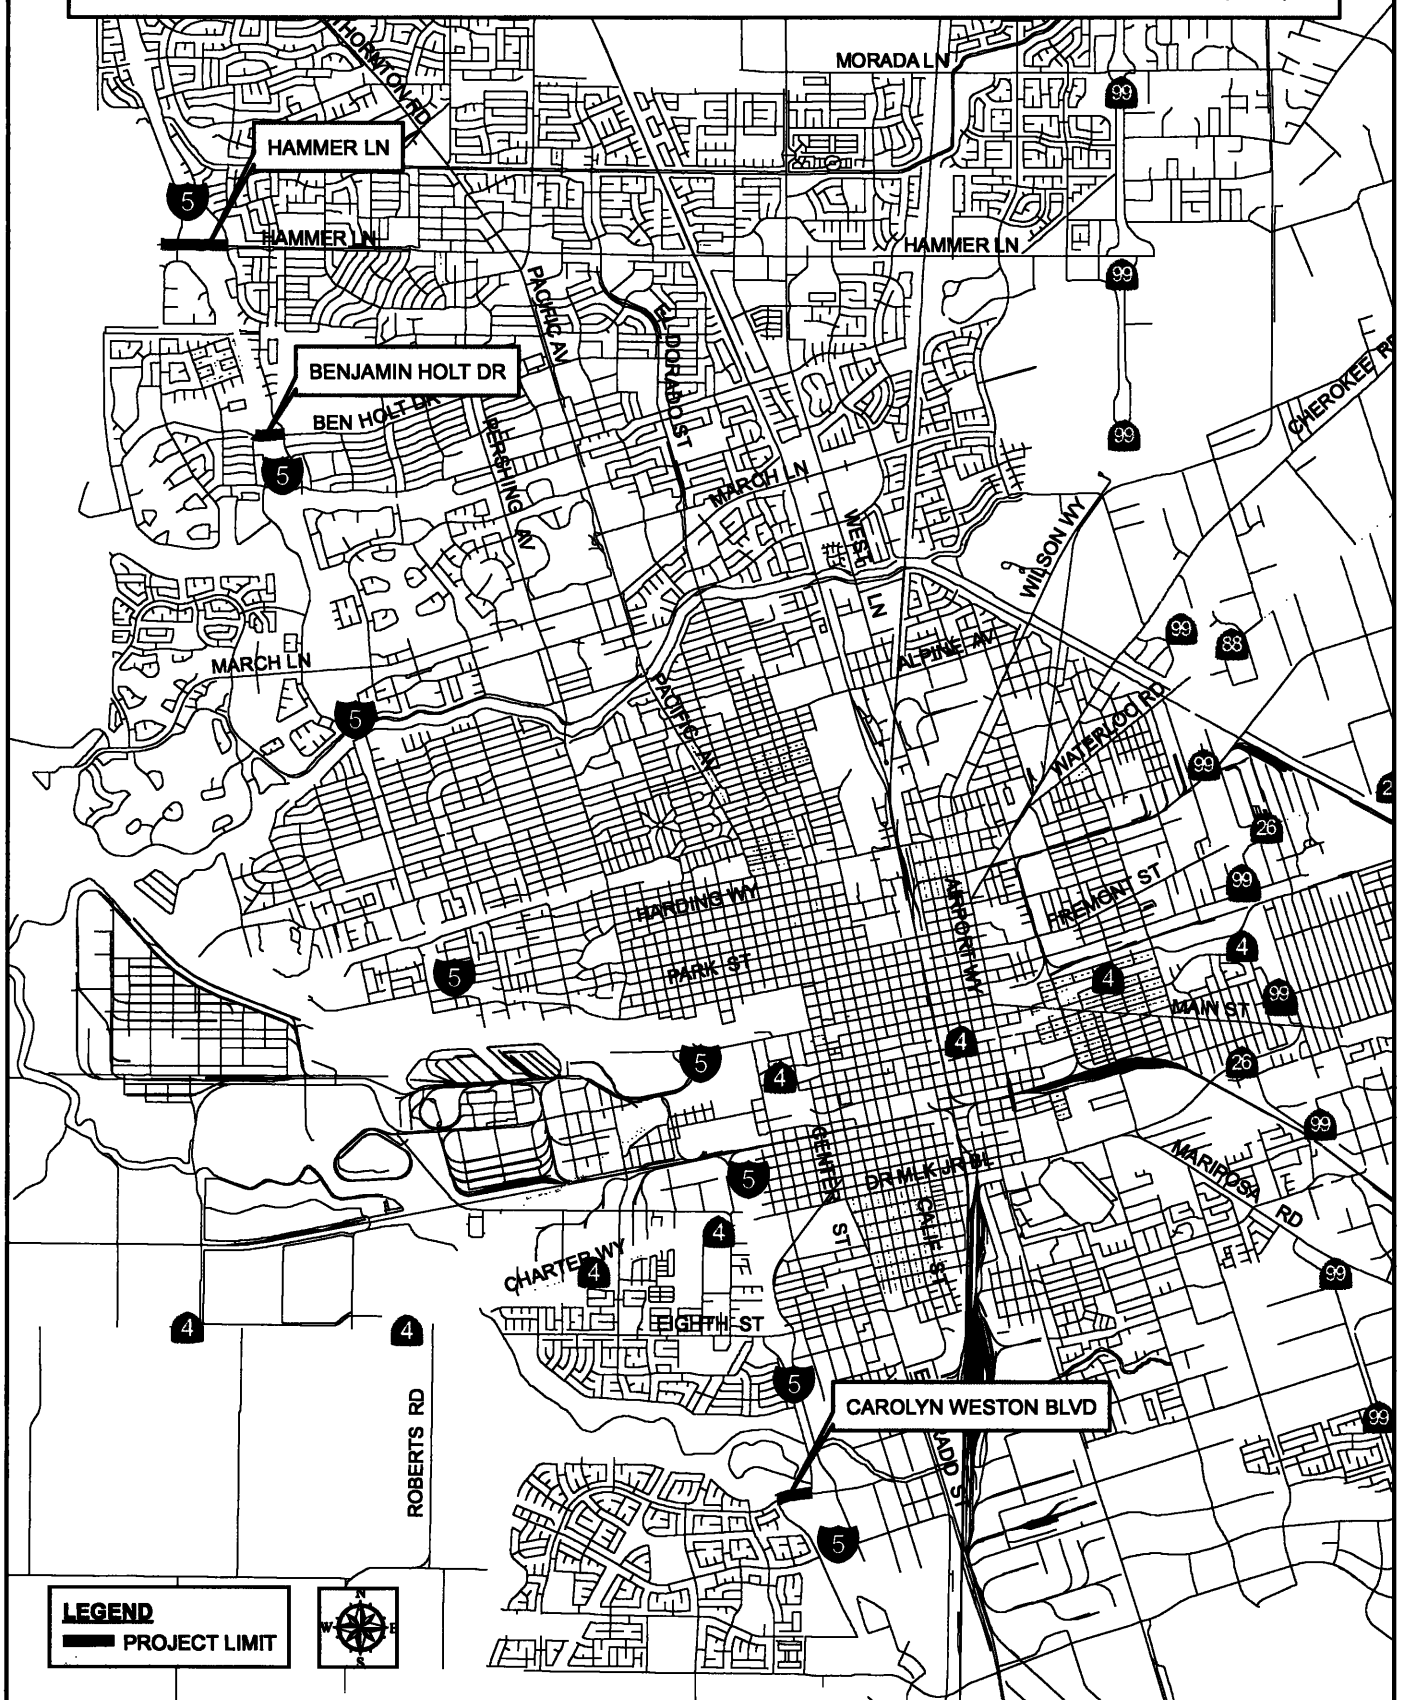 THORNTON RD
MORADA LN
99
HAMMER LN
5
HAMMER LN
HAMMER LN
99
PACIFIC AV
EL DORADO ST
CHEROKEE RD
BENJAMIN HOLT DR
BEN HOLT DR
99
5
PERSHING AV
MARCH LN
WEST LN
WILSON WY
99
88
ALPINE AV
MARCH LN
5
PACIFIC AV
WATERLOO RD
99
26
99
HARDING WY
AIRPORT WY
FREMONT ST
4
PARK ST
5
4
99
MAIN ST
4
5
4
26
99
CENTER ST
DR MLK JR BL
MARIPOSA RD
5
CALIF ST
4
CHARTER WY
4
99
4
4
EIGHTH ST
5
CAROLYN WESTON BLVD
99
ROBERTS RD
5
LEGEND
PROJECT LIMIT
N
W E
S